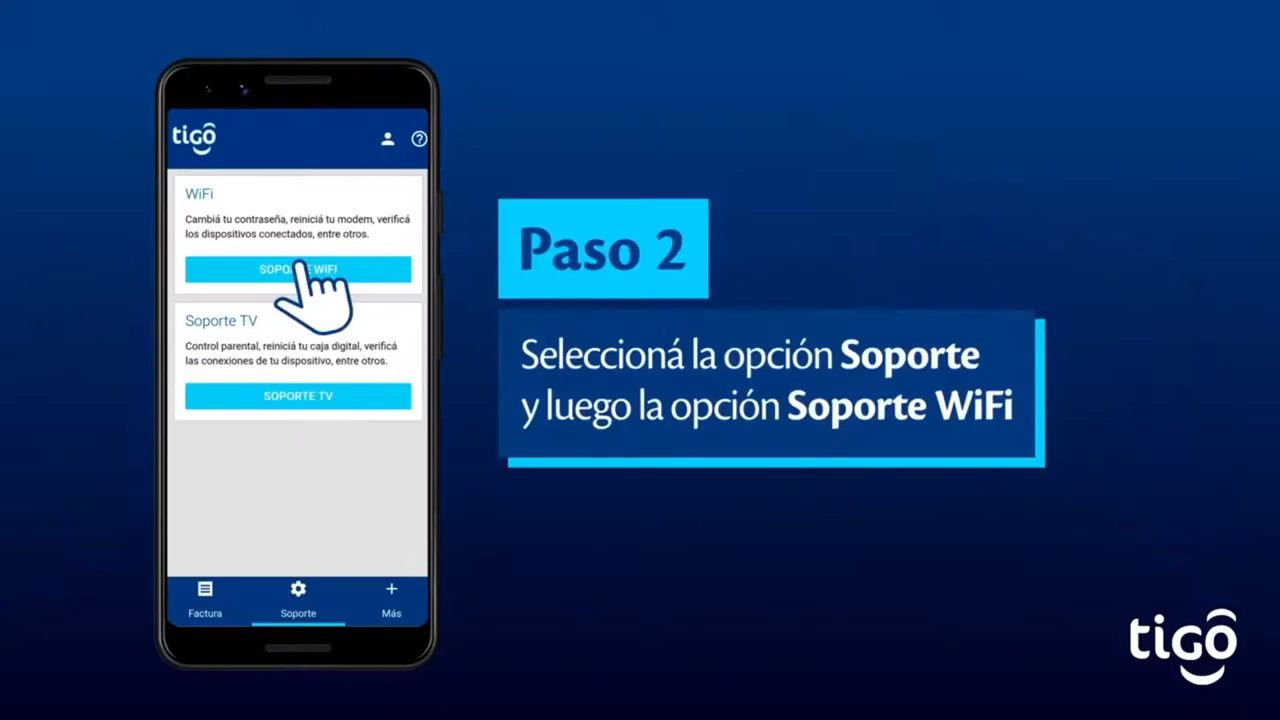 tigo
WiFi
Cambiá tu contraseña, reiniciá tu modem, verificá
los dispositivos conectados, entre otros.
SOPORTE WIFI
Soporte TV
Control parental, reiniciá tu caja digital, verificá
las conexiones de tu dispositivo, entre otros.
SOPORTE TV
Factura
Soporte
Más
Paso 2
Seleccioná la opción Soporte
y luego la opción Soporte WiFi
tigo